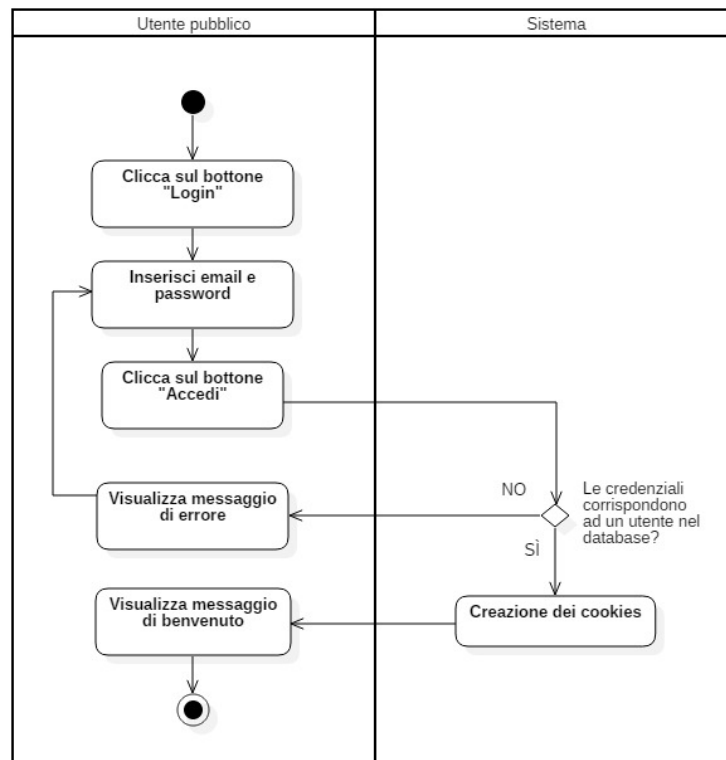 Utente pubblico
Sistema
Clicca sul bottone
"Login"
Inserisci email e
password
Clicca sul bottone
"Accedi"
NO
Le credenziali
corrispondono
ad un utente nel
database?
Visualizza messaggio
di errore
SÌ
Visualizza messaggio
di benvenuto
Creazione dei cookies